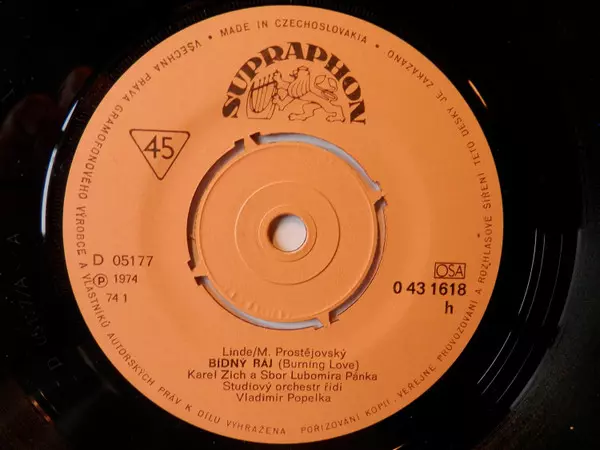 VŠECHNA PRÁVA GRAMOFONOVÉHO VÝROBCE A VLASTNÍKŮ AUTORSKÝCH PRÁV K DÍLU VYHRAŽENA. POŘIZOVÁNÍ KOPIÍ, VEŘEJNÉ PROVOZOVÁNÍ A ROZHLASOVÉ ŠÍŘENÍ TÉTO DESKY JE ZAKÁZÁNO
• MADE IN CZECHOSLOVAKIA •
SUPRAPHON
45
D 05177
Ⓟ 1974
74 1
OSA
0 43 1618
h
Linde/M. Prostějovský
BÍDNÝ RÁJ (Burning Love)
Karel Zich a Sbor Lubomíra Pánka
Studiový orchestr řídí
Vladimír Popelka